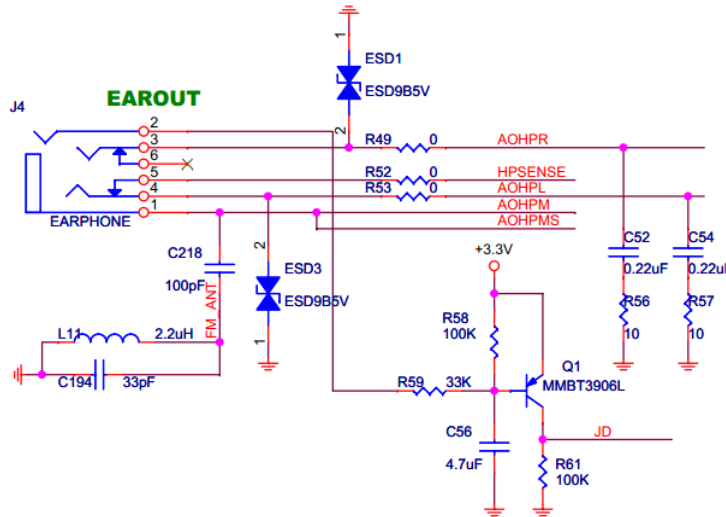 1
ESD1
ESD9B5V
2
J4
EAROUT
2
3
6
5
4
1
EARPHONE
R49 0 AOHPR
R52 0 HPSENSE
R53 0 AOHPL
AOHPM
AOHPMS
C218
100pF
FM_ANT
2
ESD3
ESD9B5V
1
L11 2.2uH
C194 33pF
+3.3V
R58
100K
R59 33K
Q1
MMBT3906L
C56
4.7uF
JD
R61
100K
C52
0.22uF
R56
10
C54
0.22u
R57
10